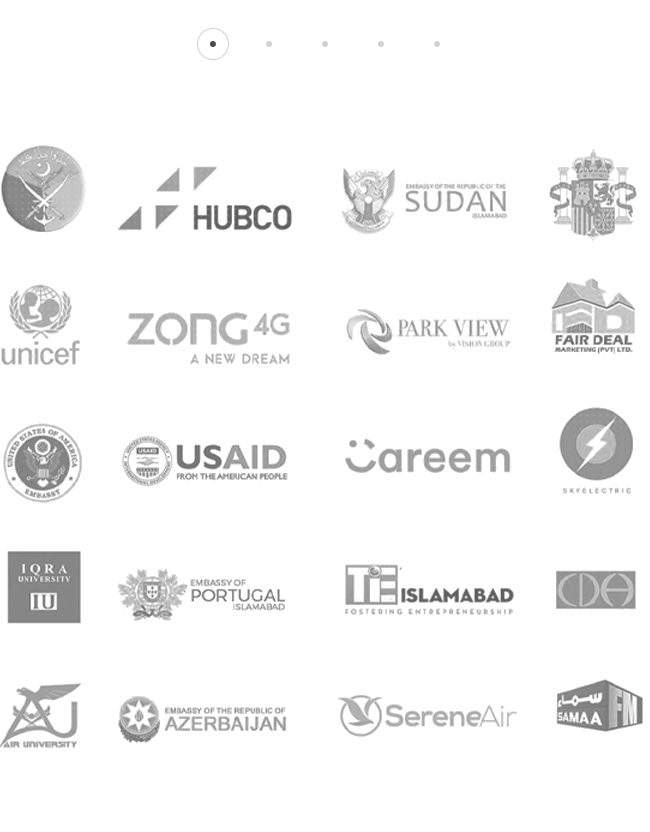 HUBCO
EMBASSY OF THE REPUBLIC OF THE
SUDAN
ISLAMABAD
unicef
ZONG 4G
A NEW DREAM
PARK VIEW
by VISION GROUP
FD
FAIR DEAL
MARKETING (PVT) LTD.
UNITED STATES OF AMERICA
EMBASSY
USAID
USAID
FROM THE AMERICAN PEOPLE
Careem
SKYELECTRIC
IQRA
UNIVERSITY
IU
EMBASSY OF
PORTUGAL
ISLAMABAD
TiE ISLAMABAD
FOSTERING ENTREPRENEURSHIP
CDA
AU
AIR UNIVERSITY
EMBASSY OF THE REPUBLIC OF
AZERBAIJAN
SereneAir
سماء
SAMAA
FM